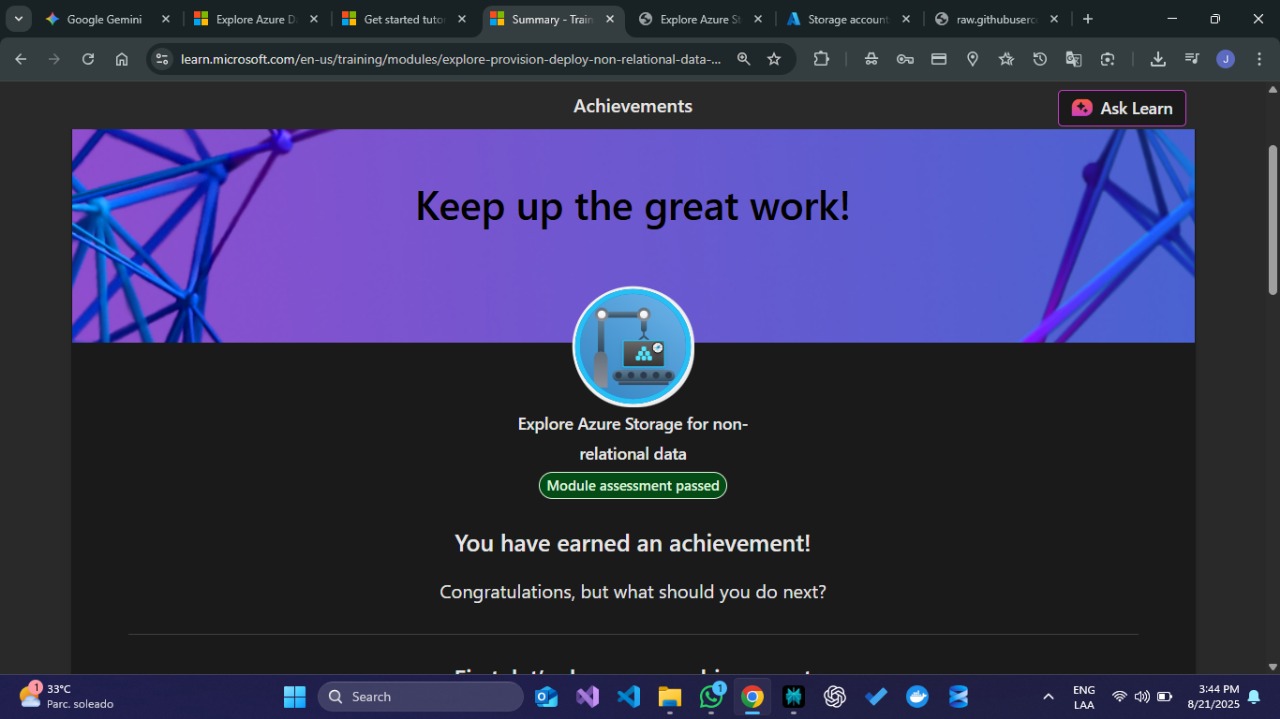 Google Gemini
Explore Azure D
Get started tuto
Summary - Train
Explore Azure St
Storage account
raw.githubuserc
learn.microsoft.com/en-us/training/modules/explore-provision-deploy-non-relational-data-...
J
Achievements
Ask Learn
Keep up the great work!
Explore Azure Storage for non-
relational data
Module assessment passed
You have earned an achievement!
Congratulations, but what should you do next?
1
33°C
Parc. soleado
Search
1
ENG
LAA
3:44 PM
8/21/2025